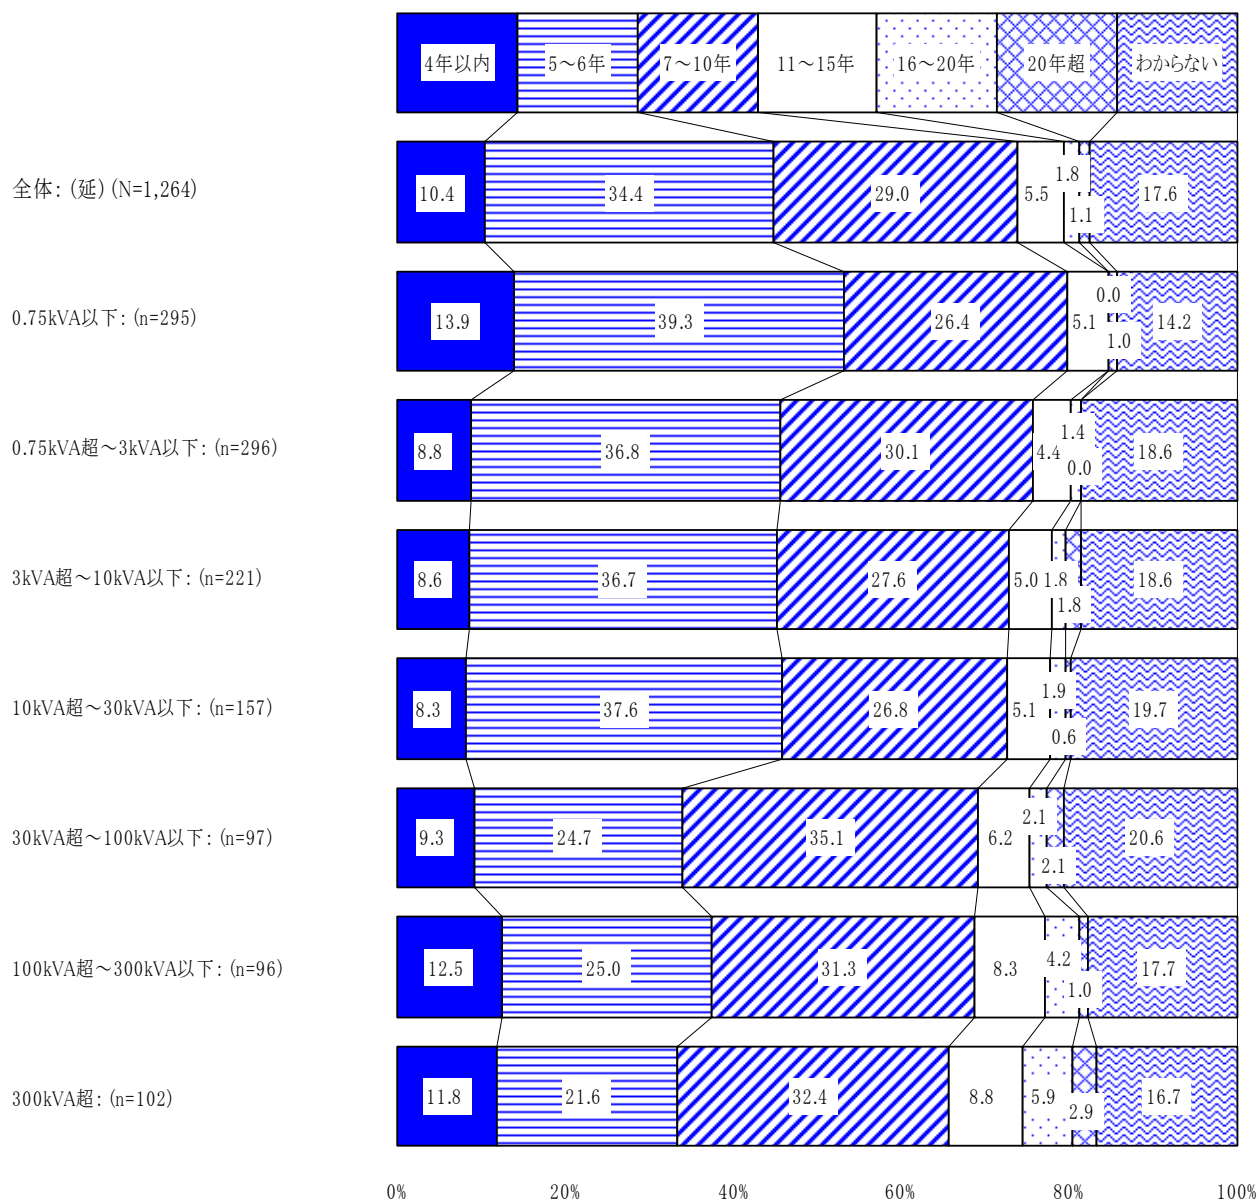 4年以内 5～6年 7～10年 11～15年 16～20年 20年超 わからない
全体：(延)(N=1,264) 10.4 34.4 29.0 5.5 1.8 1.1 17.6
0.75kVA以下：(n=295) 13.9 39.3 26.4 5.1 0.0 1.0 14.2
0.75kVA超～3kVA以下：(n=296) 8.8 36.8 30.1 4.4 1.4 0.0 18.6
3kVA超～10kVA以下：(n=221) 8.6 36.7 27.6 5.0 1.8 1.8 18.6
10kVA超～30kVA以下：(n=157) 8.3 37.6 26.8 5.1 1.9 0.6 19.7
30kVA超～100kVA以下：(n=97) 9.3 24.7 35.1 6.2 2.1 2.1 20.6
100kVA超～300kVA以下：(n=96) 12.5 25.0 31.3 8.3 4.2 1.0 17.7
300kVA超：(n=102) 11.8 21.6 32.4 8.8 5.9 2.9 16.7
0% 20% 40% 60% 80% 100%